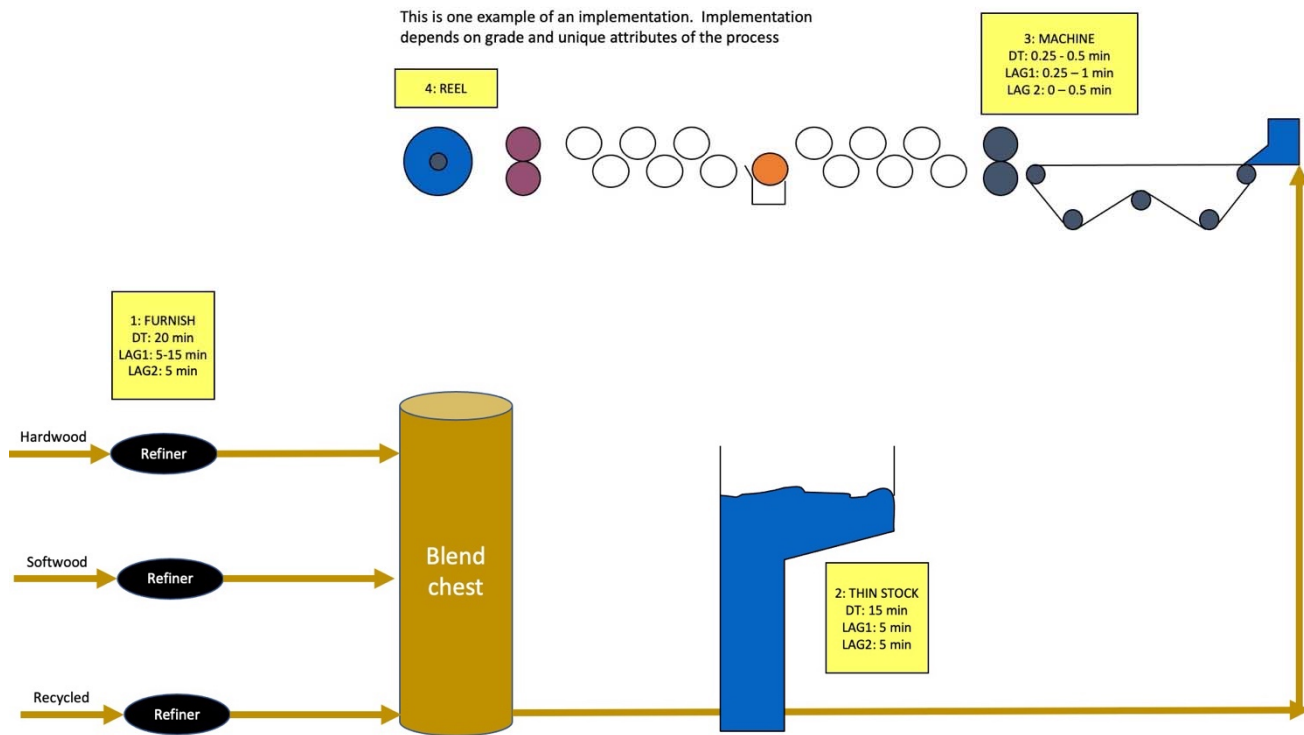 This is one example of an implementation.  Implementation
depends on grade and unique attributes of the process
3: MACHINE
DT: 0.25 - 0.5 min
LAG1: 0.25 – 1 min
LAG 2: 0 – 0.5 min
4: REEL
1: FURNISH
DT: 20 min
LAG1: 5-15 min
LAG2: 5 min
Hardwood
Refiner
Softwood
Refiner
Recycled
Refiner
Blend
chest
2: THIN STOCK
DT: 15 min
LAG1: 5 min
LAG2: 5 min